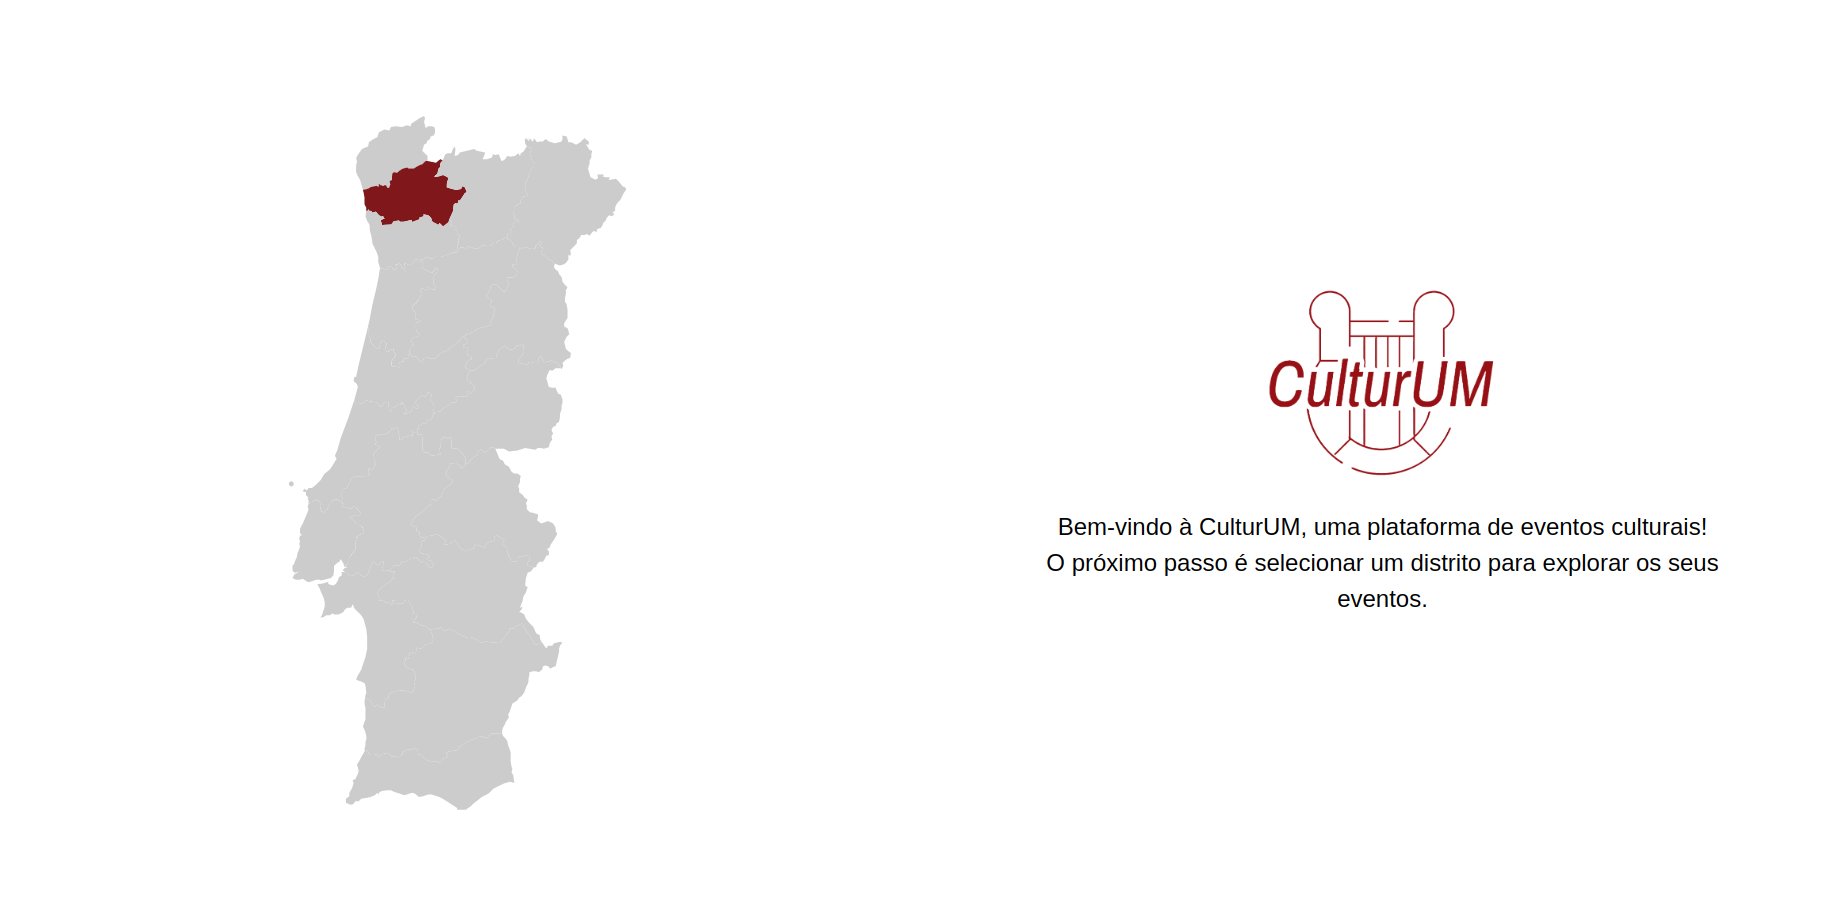 CulturUM
Bem-vindo à CulturUM, uma plataforma de eventos culturais!
O próximo passo é selecionar um distrito para explorar os seus
eventos.